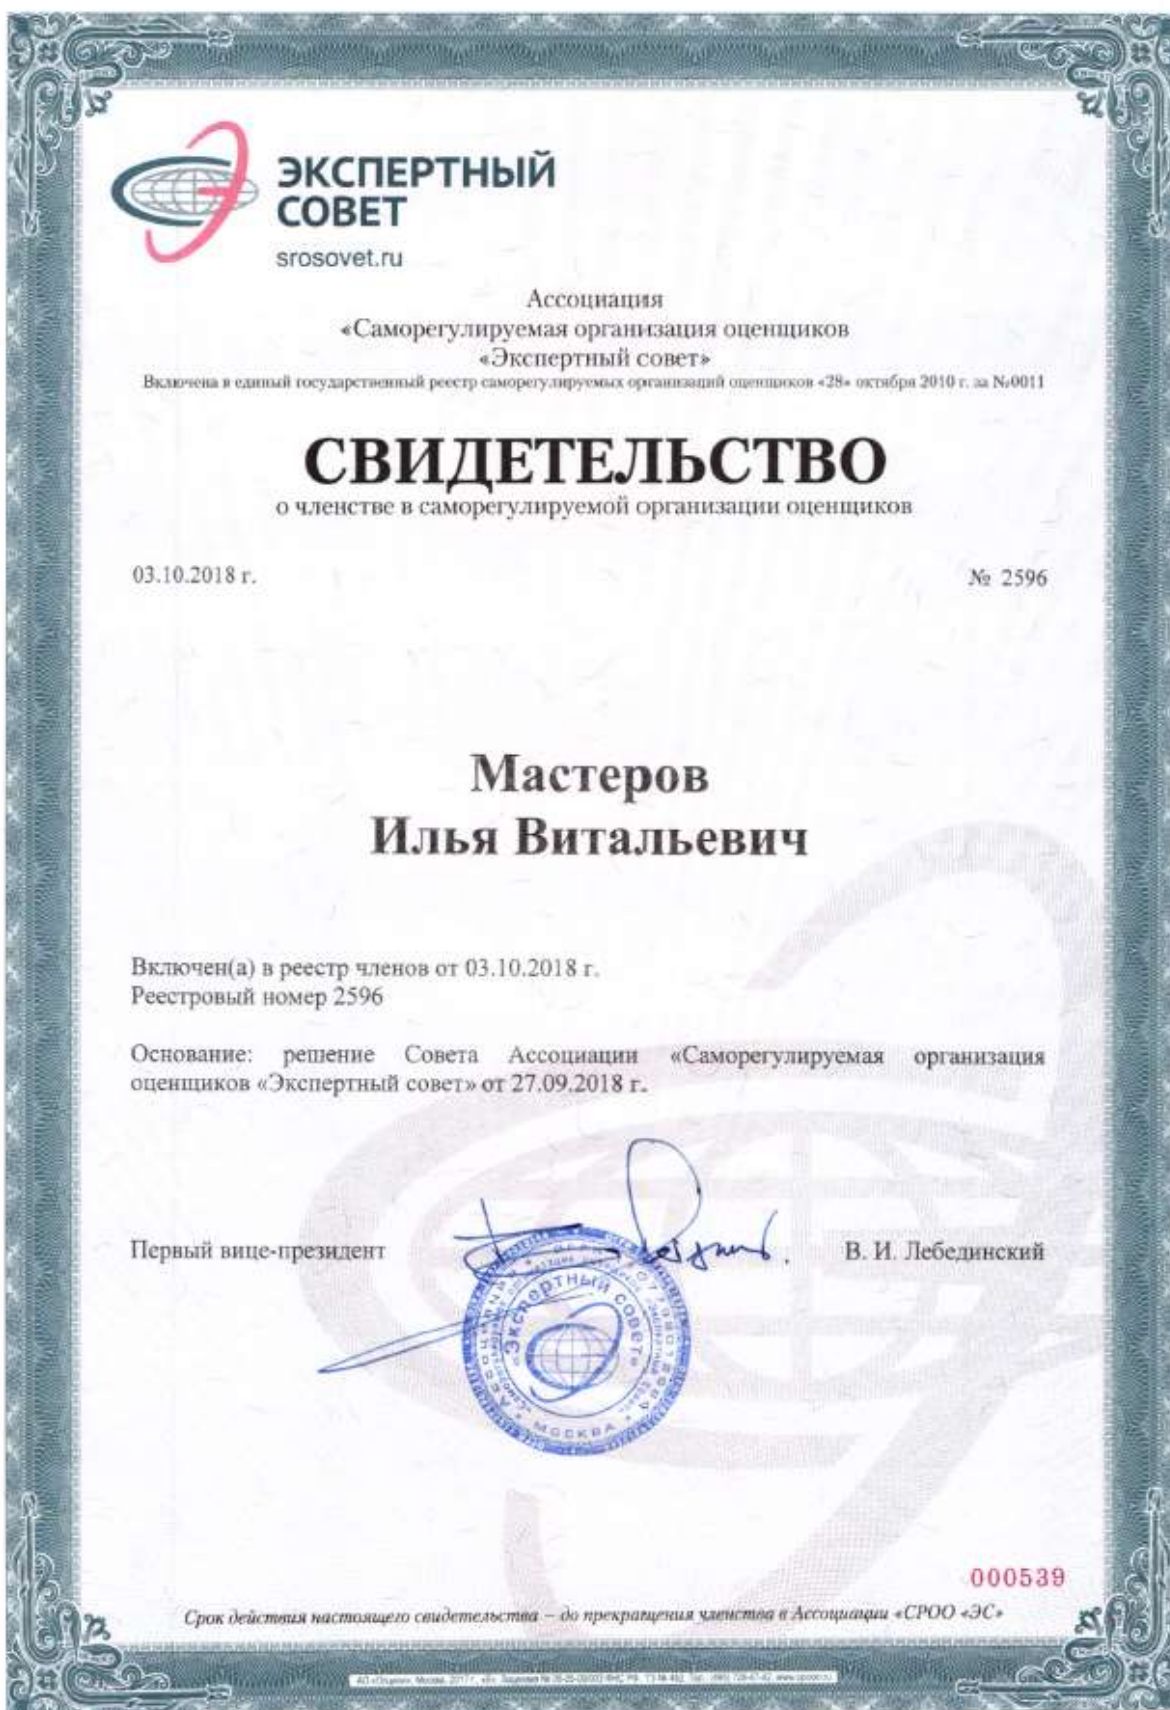 ЭКСПЕРТНЫЙ
СОВЕТ
srosovet.ru
Ассоциация
«Саморегулируемая организация оценщиков
«Экспертный совет»
Включена в единый государственный реестр саморегулируемых организаций оценщиков «28» октября 2010 г. за №0011
СВИДЕТЕЛЬСТВО
о членстве в саморегулируемой организации оценщиков
03.10.2018 г.
№ 2596
Мастеров
Илья Витальевич
Включен(а) в реестр членов от 03.10.2018 г.
Реестровый номер 2596
Основание: решение Совета Ассоциации «Саморегулируемая организация
оценщиков «Экспертный совет» от 27.09.2018 г.
Первый вице-президент
В. И. Лебединский
«Экспертный совет»
МОСКВА
000539
Срок действия настоящего свидетельства – до прекращения членства в Ассоциации «СРОО «ЭС»